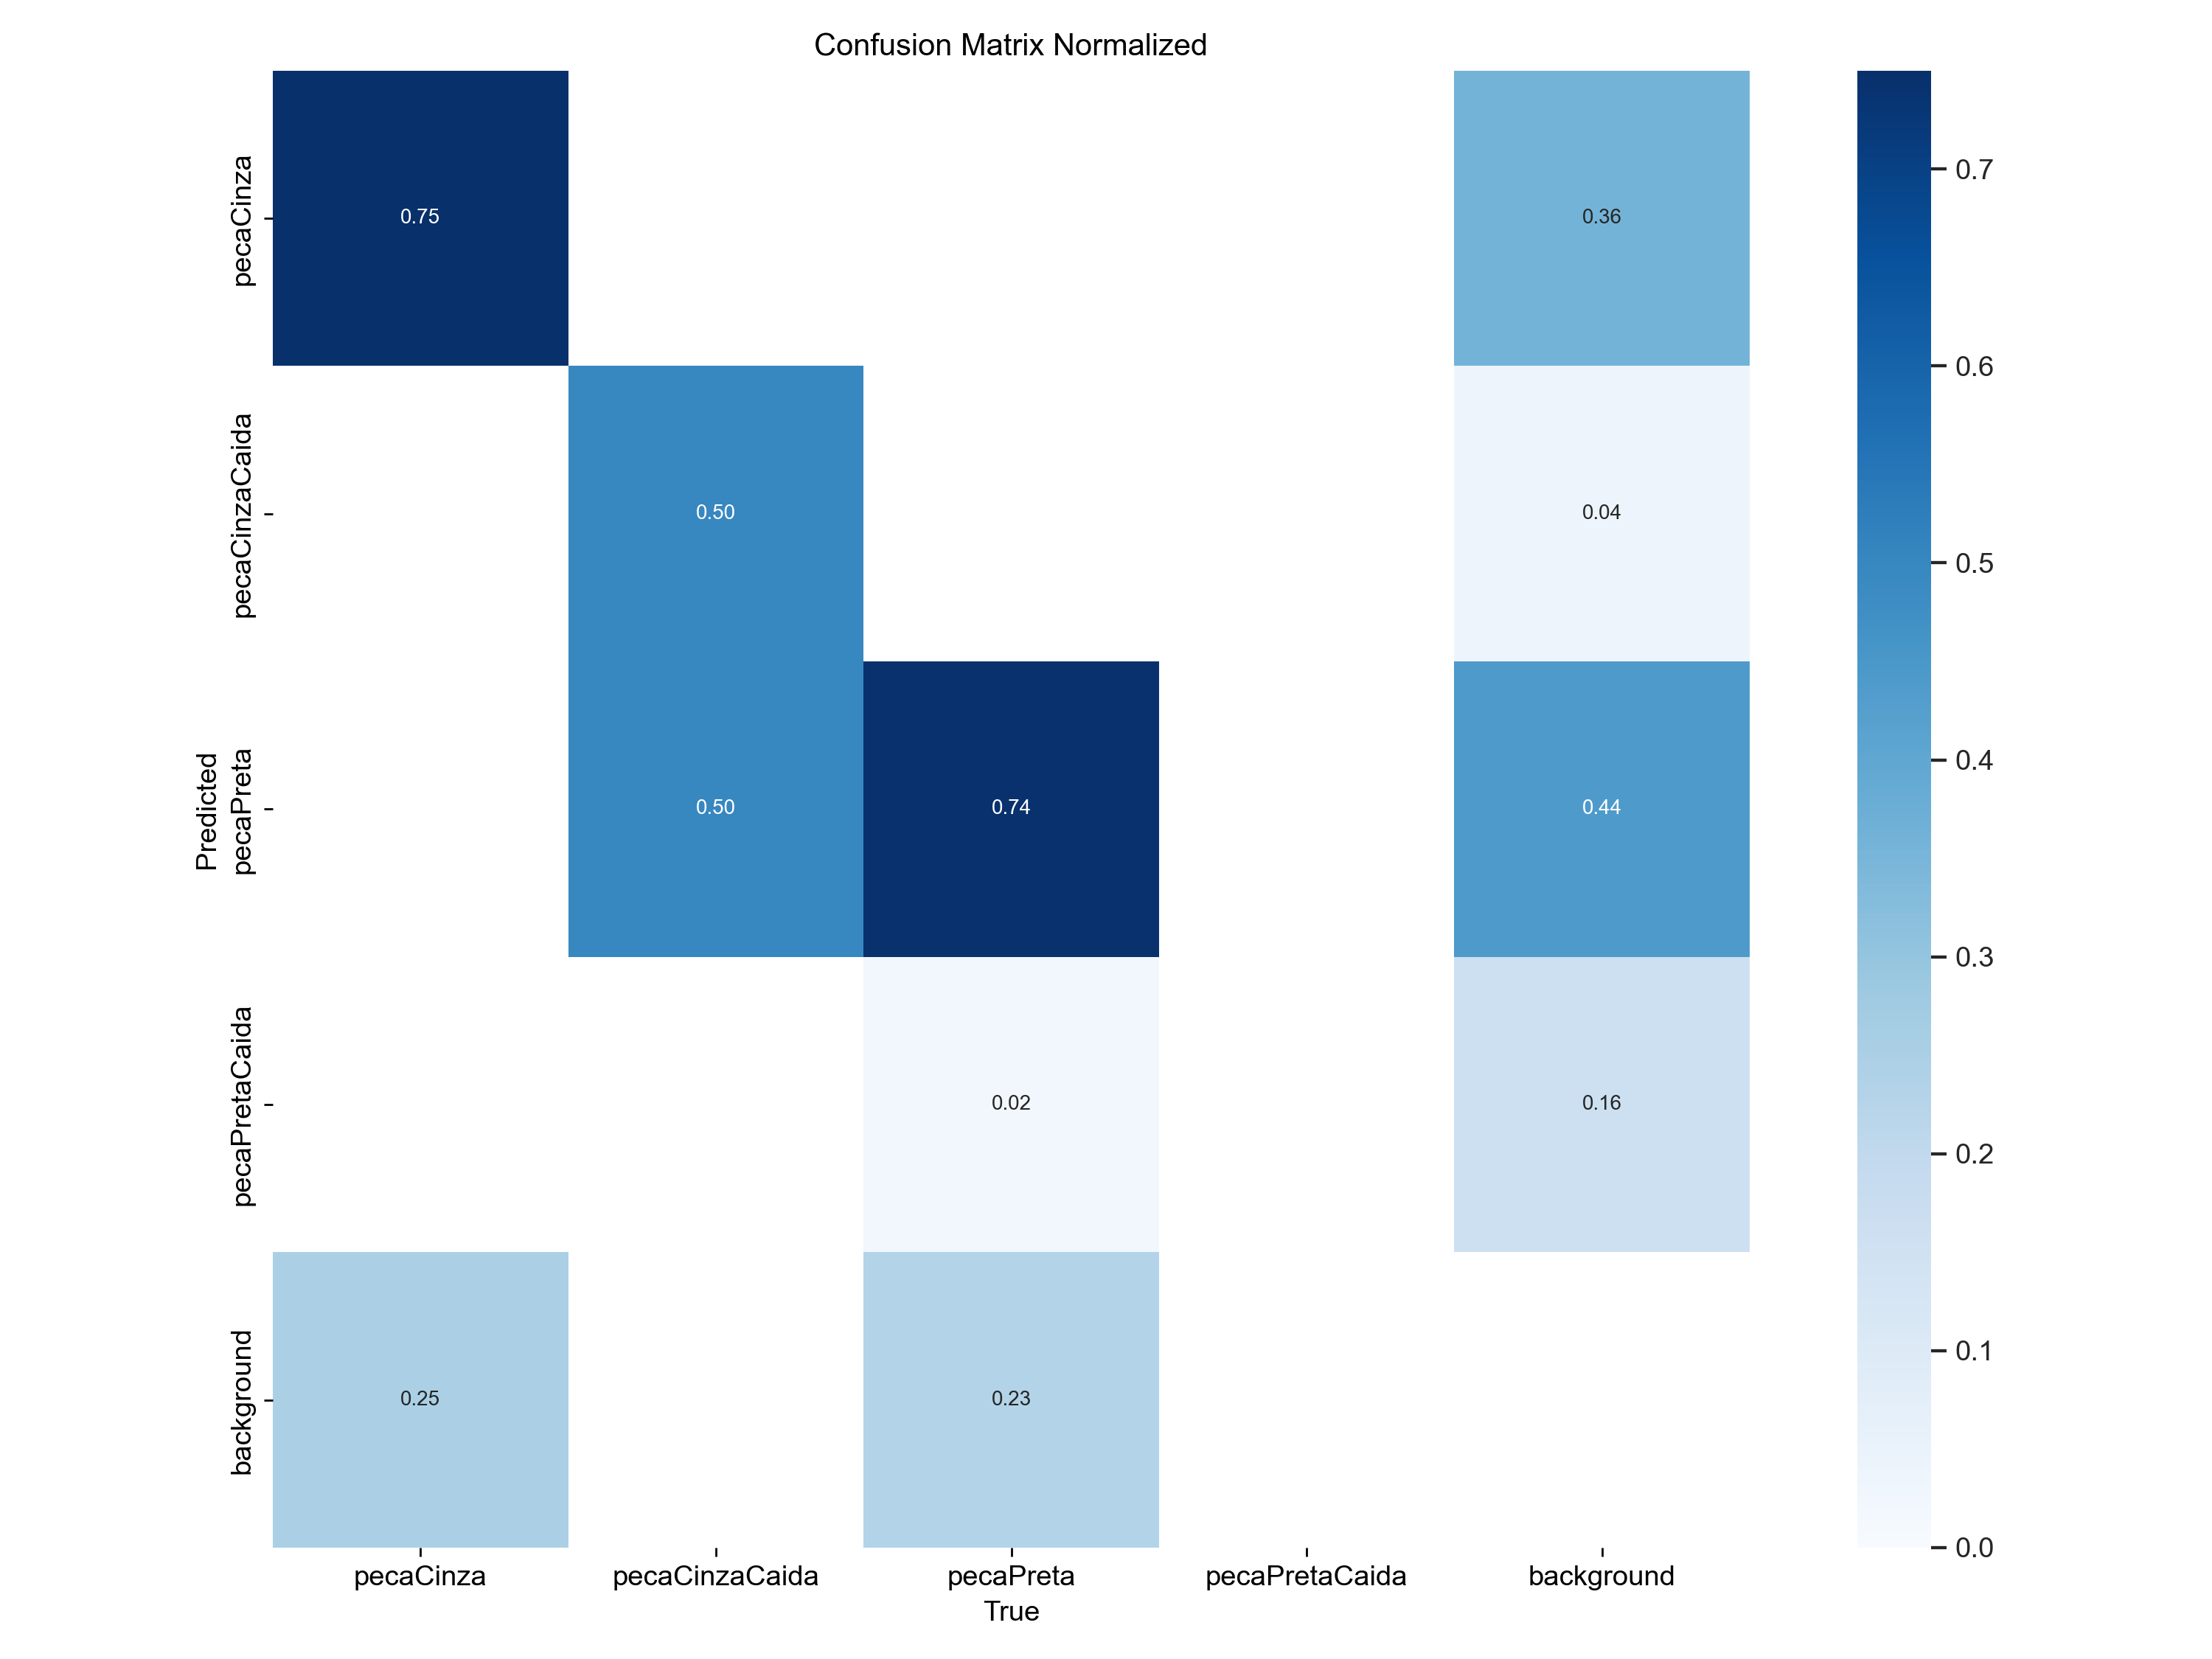 Confusion Matrix Normalized
pecaCinza
0.75
0.36
0.7
pecaCinzaCaida
0.50
0.04
0.6
0.5
Predicted
pecaPreta
0.50
0.74
0.44
0.4
0.3
pecaPretaCaida
0.02
0.16
0.2
background
0.25
0.23
0.1
0.0
pecaCinza
pecaCinzaCaida
pecaPreta
pecaPretaCaida
background
True